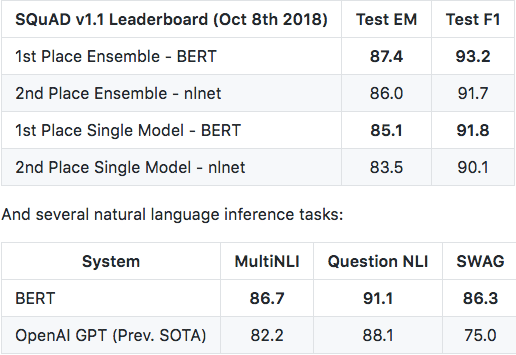 SQuAD v1.1 Leaderboard (Oct 8th 2018) Test EM Test F1
1st Place Ensemble - BERT 87.4 93.2
2nd Place Ensemble - nlnet 86.0 91.7
1st Place Single Model - BERT 85.1 91.8
2nd Place Single Model - nlnet 83.5 90.1
And several natural language inference tasks:
System MultiNLI Question NLI SWAG
BERT 86.7 91.1 86.3
OpenAI GPT (Prev. SOTA) 82.2 88.1 75.0